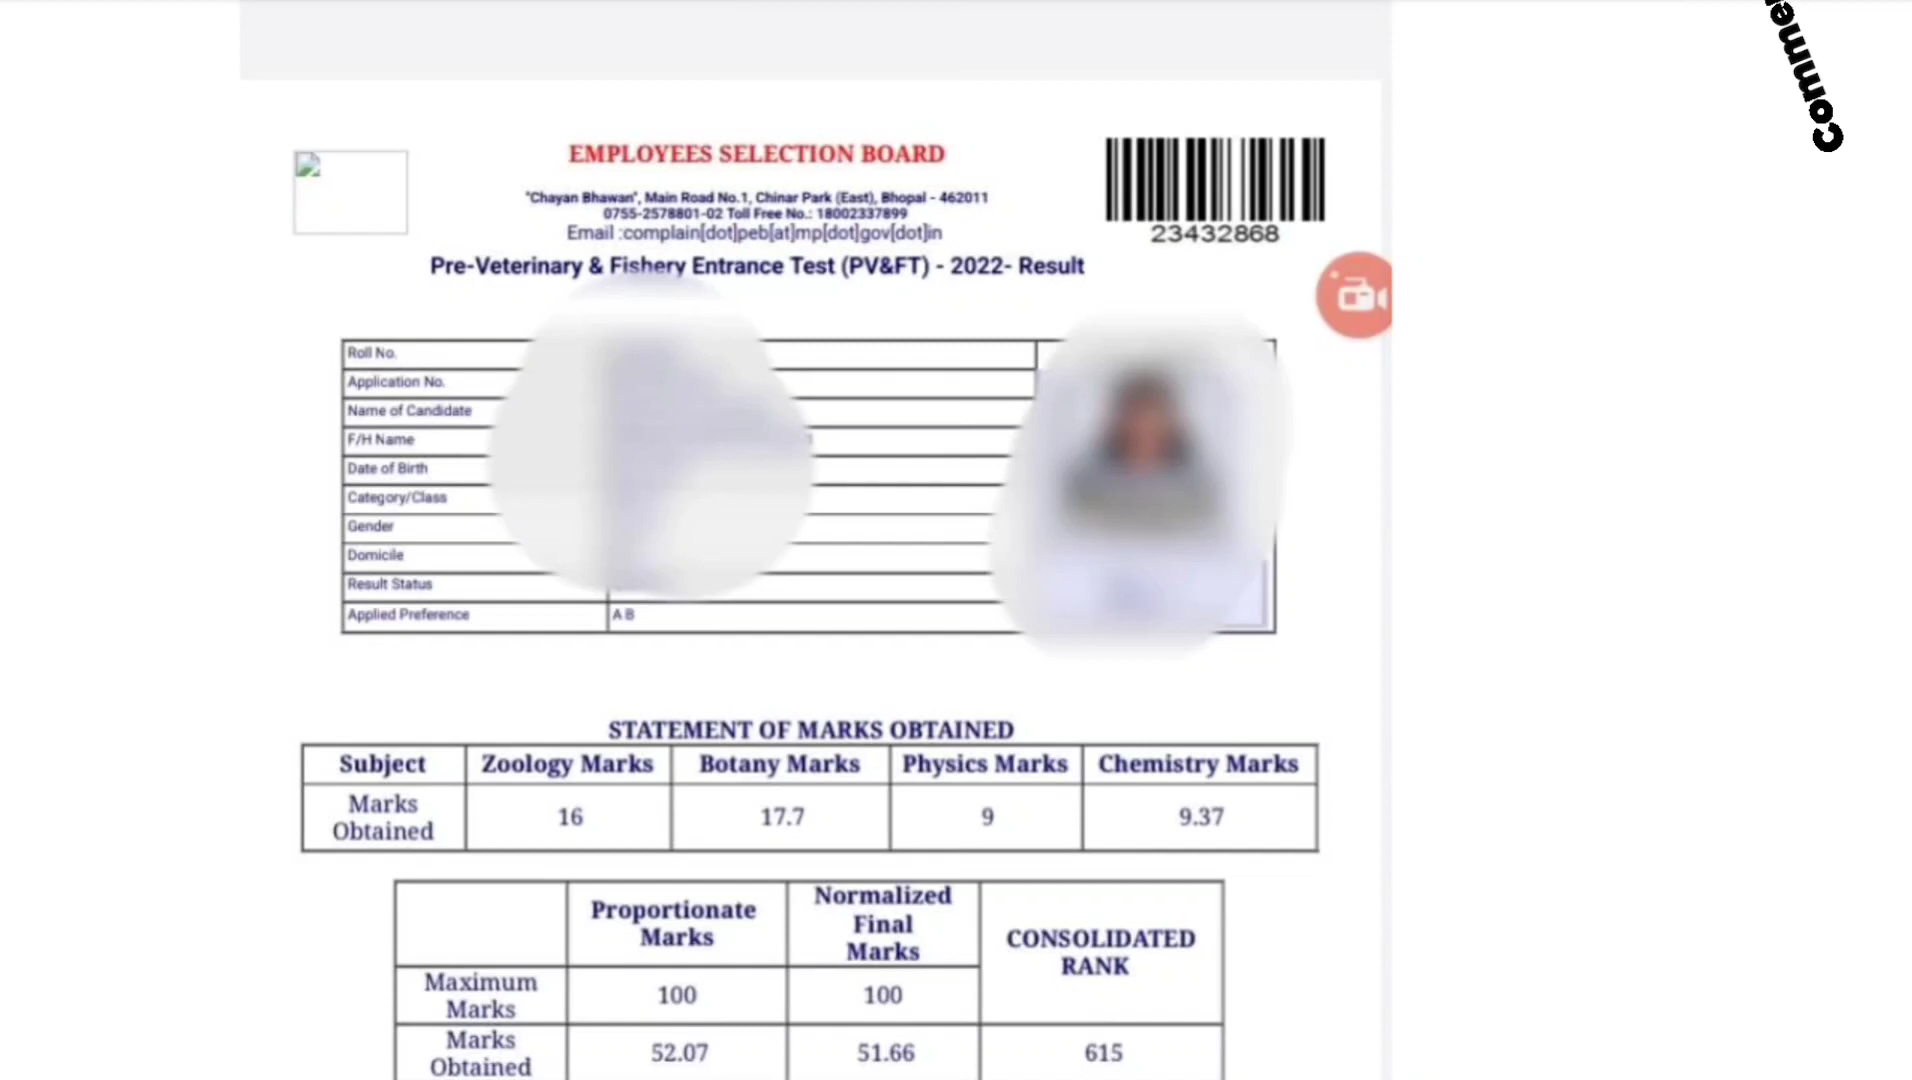 Comme
EMPLOYEES SELECTION BOARD
"Chayan Bhawan", Main Road No.1, Chinar Park (East), Bhopal - 462011
0755-2578801-02 Toll Free No.: 18002337899
Email :complain[dot]peb[at]mp[dot]gov[dot]in
23432868
Pre-Veterinary & Fishery Entrance Test (PV&FT) - 2022- Result
Roll No.
Application No.
Name of Candidate
F/H Name
Date of Birth
Category/Class
Gender
Domicile
Result Status
Applied Preference A B
STATEMENT OF MARKS OBTAINED
Subject Zoology Marks Botany Marks Physics Marks Chemistry Marks
Marks Obtained 16 17.7 9 9.37
Proportionate Marks Normalized Final Marks CONSOLIDATED RANK
Maximum Marks 100 100
Marks Obtained 52.07 51.66 615